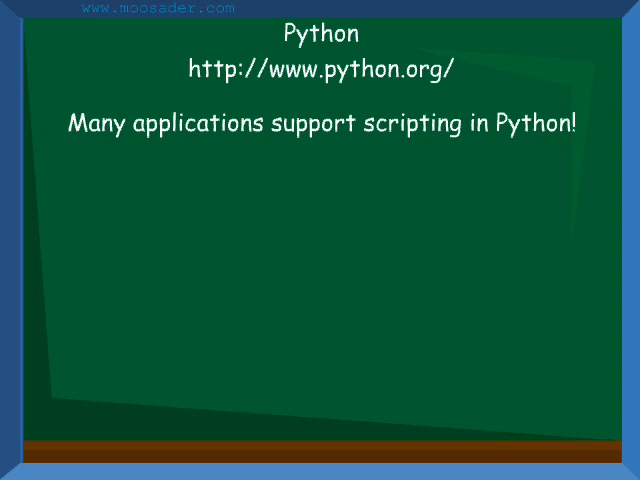 www.moosader.com
Python
http://www.python.org/
Many applications support scripting in Python!